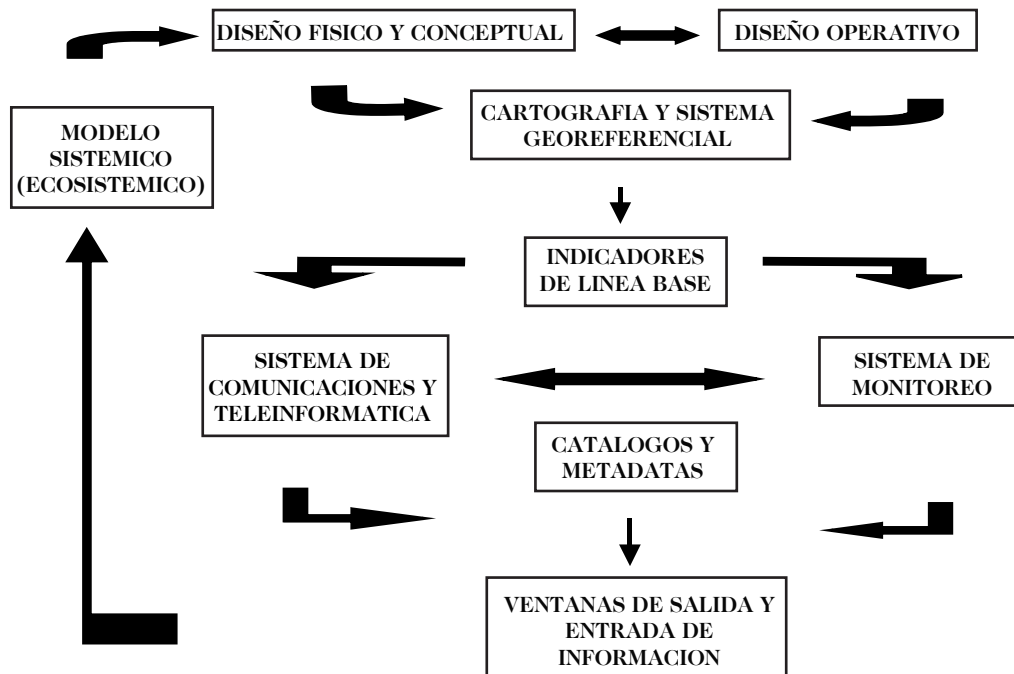 DISEÑO FISICO Y CONCEPTUAL
DISEÑO OPERATIVO
MODELO
SISTEMICO
(ECOSISTEMICO)
CARTOGRAFIA Y SISTEMA
GEOREFERENCIAL
INDICADORES
DE LINEA BASE
SISTEMA DE
COMUNICACIONES Y
TELEINFORMATICA
SISTEMA DE
MONITOREO
CATALOGOS Y
METADATAS
VENTANAS DE SALIDA Y
ENTRADA DE
INFORMACION